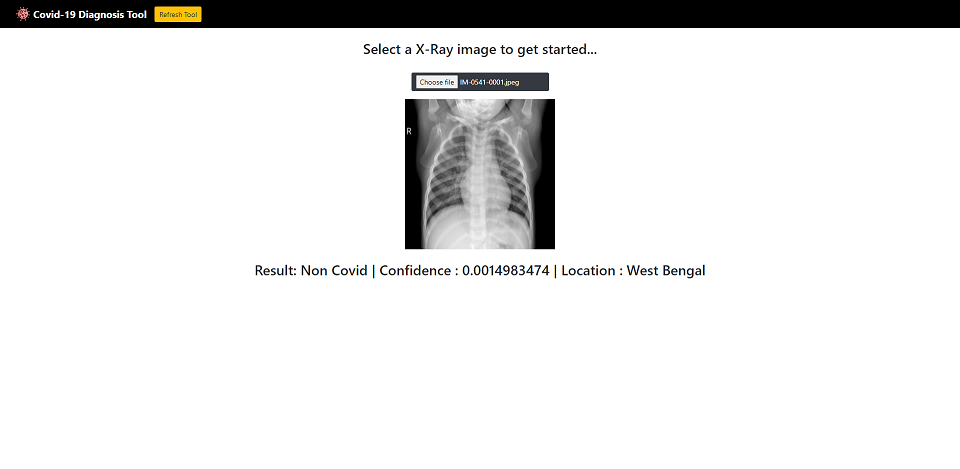 Covid-19 Diagnosis Tool Refresh Tool
Select a X-Ray image to get started...
Choose file IM-0541-0001.jpeg
R
Result: Non Covid | Confidence : 0.0014983474 | Location : West Bengal